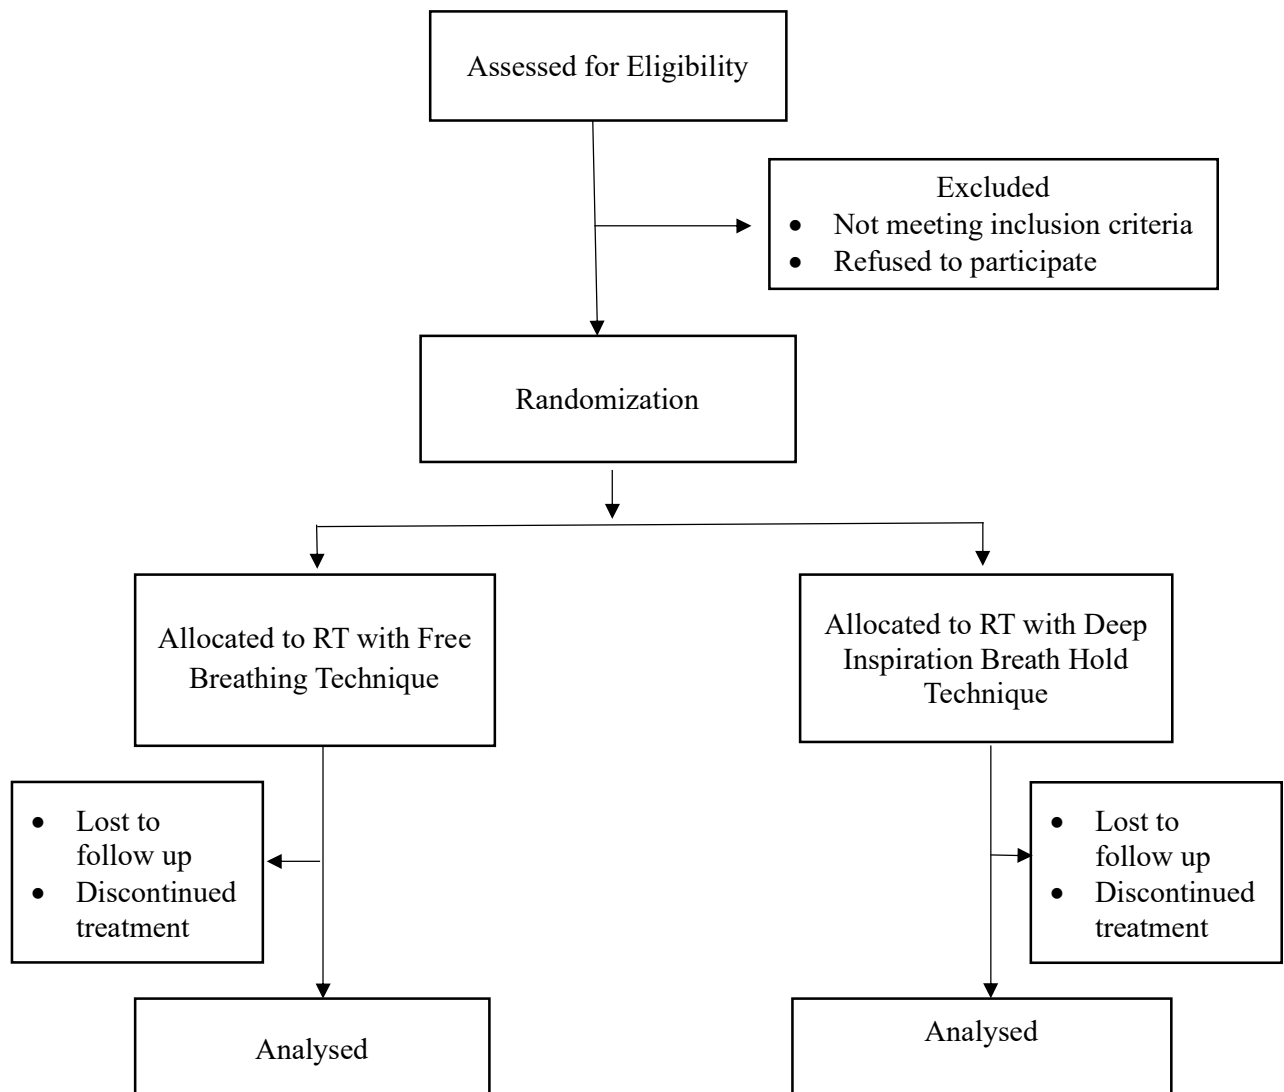 Assessed for Eligibility
Excluded
• Not meeting inclusion criteria
• Refused to participate
Randomization
Allocated to RT with Free
Breathing Technique
Allocated to RT with Deep
Inspiration Breath Hold
Technique
• Lost to
follow up
• Discontinued
treatment
• Lost to
follow up
• Discontinued
treatment
Analysed
Analysed